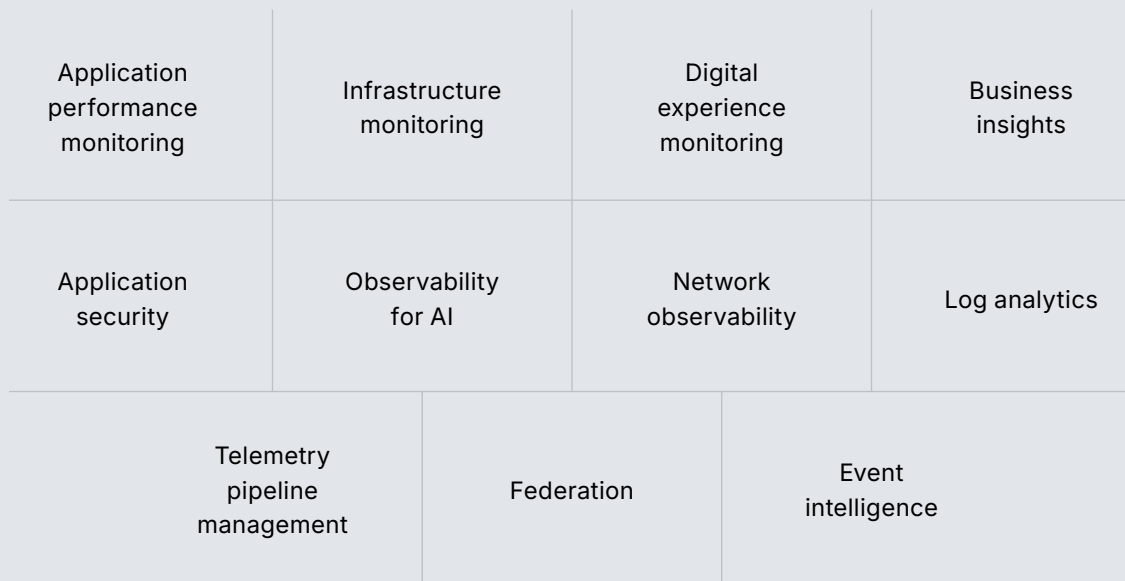 Application
performance
monitoring
Infrastructure
monitoring
Digital
experience
monitoring
Business
insights
Application
security
Observability
for AI
Network
observability
Log analytics
Telemetry
pipeline
management
Federation
Event
intelligence